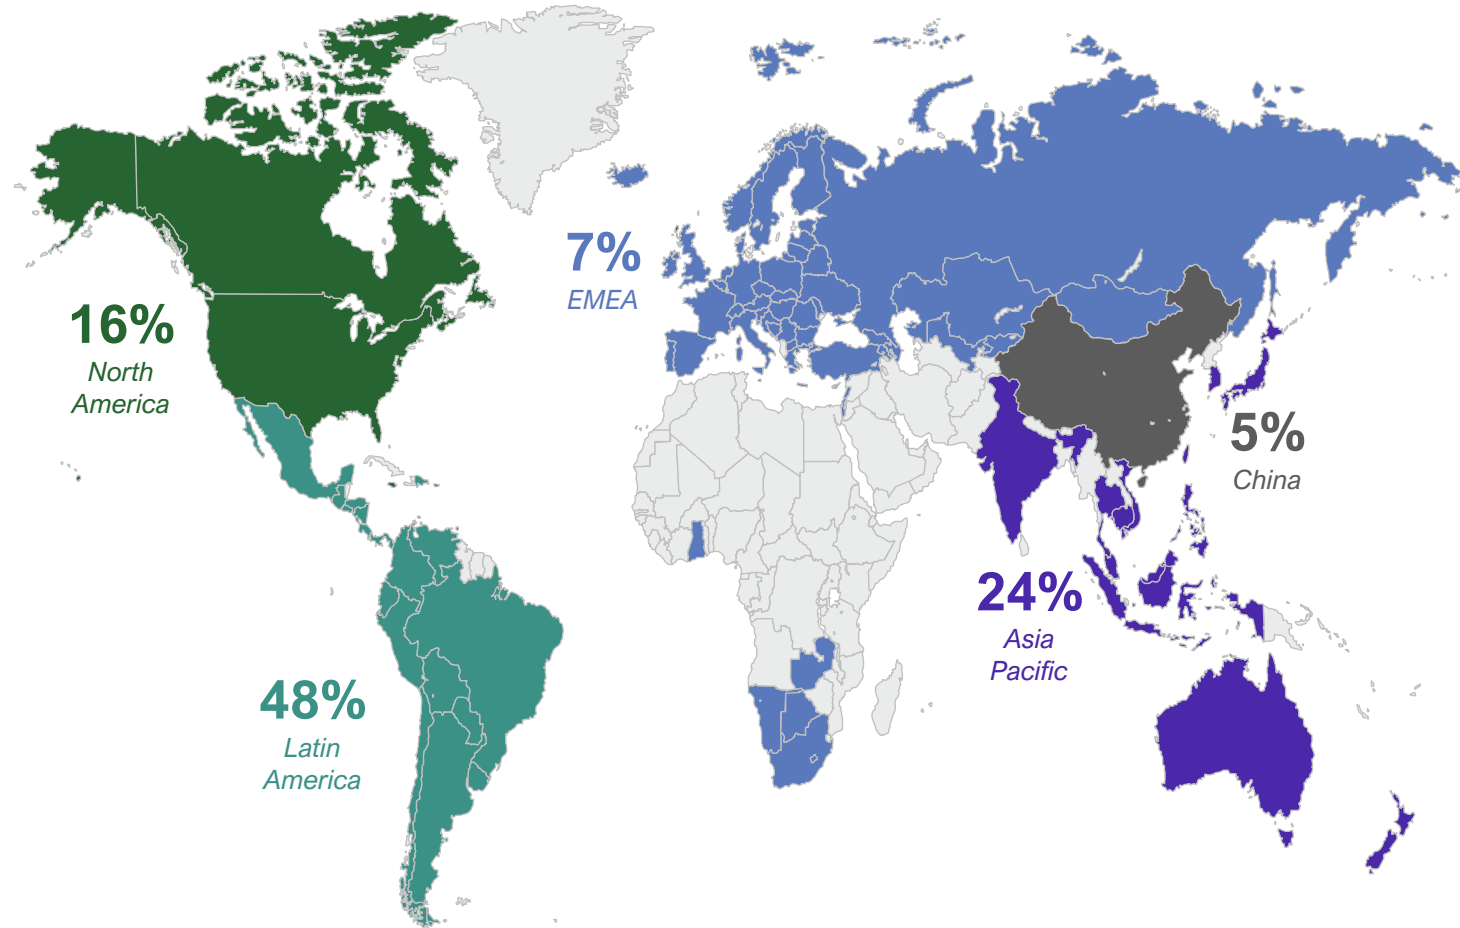 7%
EMEA
16%
North
America
5%
China
24%
Asia
Pacific
48%
Latin
America